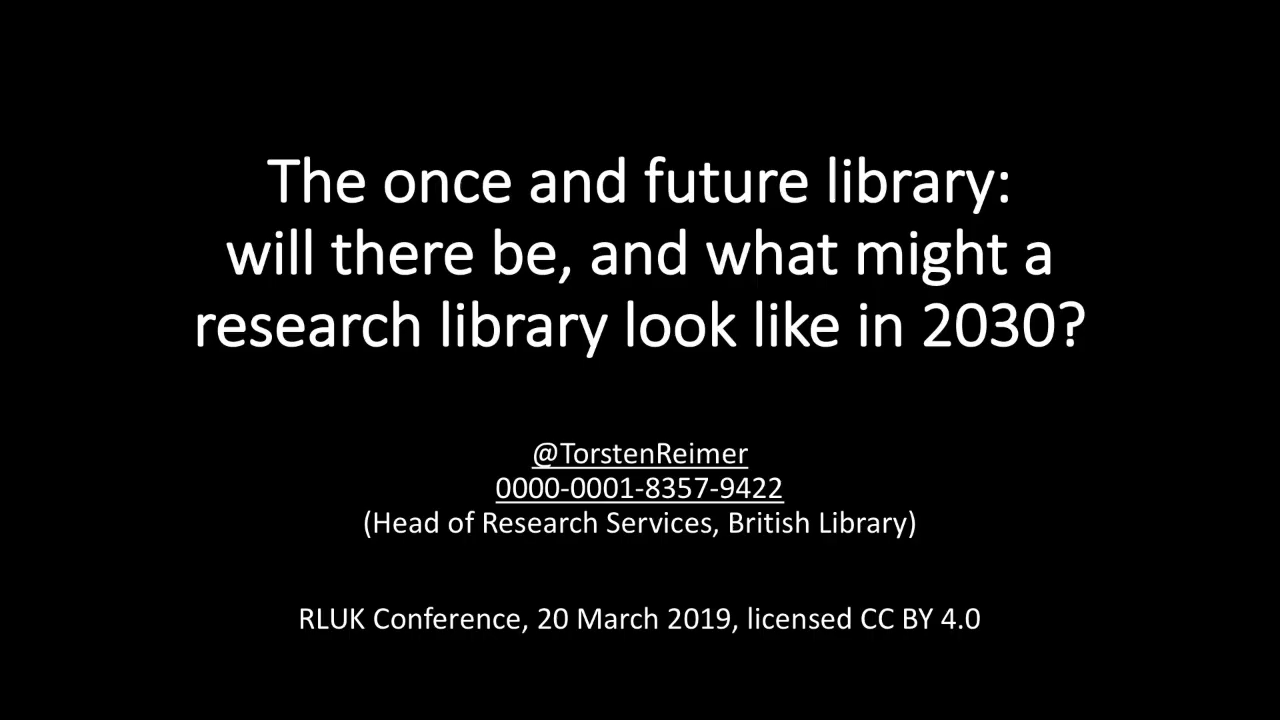 The once and future library:
will there be, and what might a
research library look like in 2030?
@TorstenReimer
0000-0001-8357-9422
(Head of Research Services, British Library)
RLUK Conference, 20 March 2019, licensed CC BY 4.0